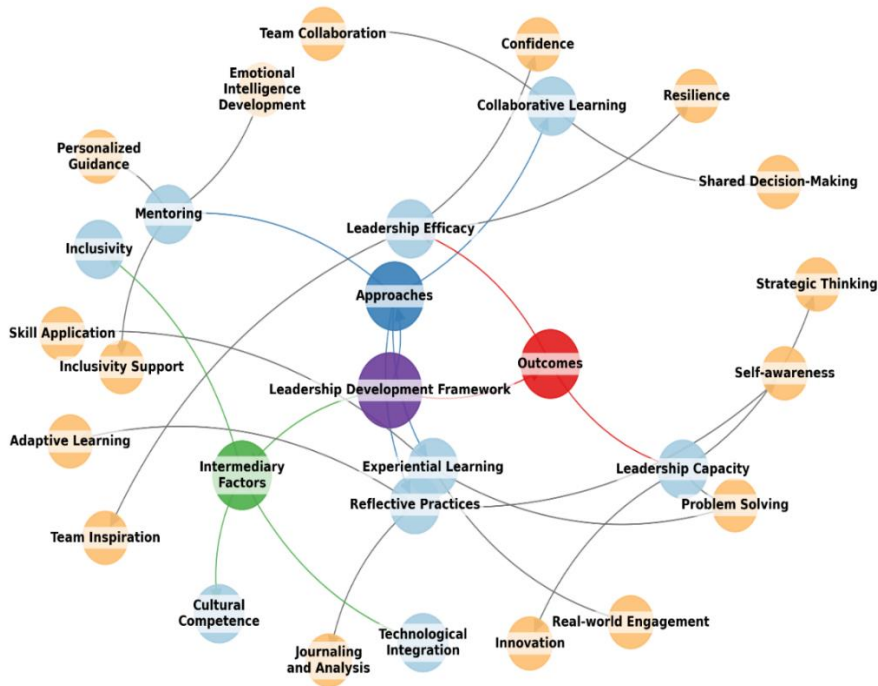 Team Collaboration
Confidence
Emotional
Intelligence
Development
Collaborative Learning
Resilience
Personalized
Guidance
Shared Decision-Making
Mentoring
Leadership Efficacy
Inclusivity
Approaches
Strategic Thinking
Skill Application
Inclusivity Support
Outcomes
Self-awareness
Leadership Development Framework
Adaptive Learning
Intermediary
Factors
Experiential Learning
Leadership Capacity
Reflective Practices
Problem Solving
Team Inspiration
Cultural
Competence
Real-world Engagement
Technological
Integration
Innovation
Journaling
and Analysis